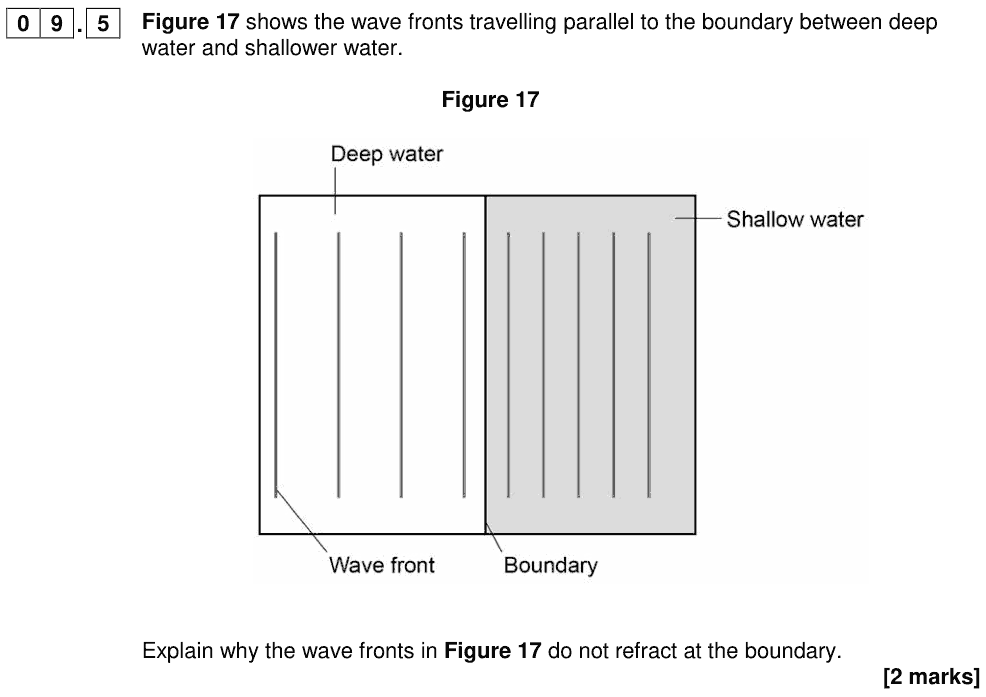 0 9 . 5 Figure 17 shows the wave fronts travelling parallel to the boundary between deep
water and shallower water.
Figure 17
Deep water
Shallow water
Wave front
Boundary
Explain why the wave fronts in Figure 17 do not refract at the boundary.
[2 marks]